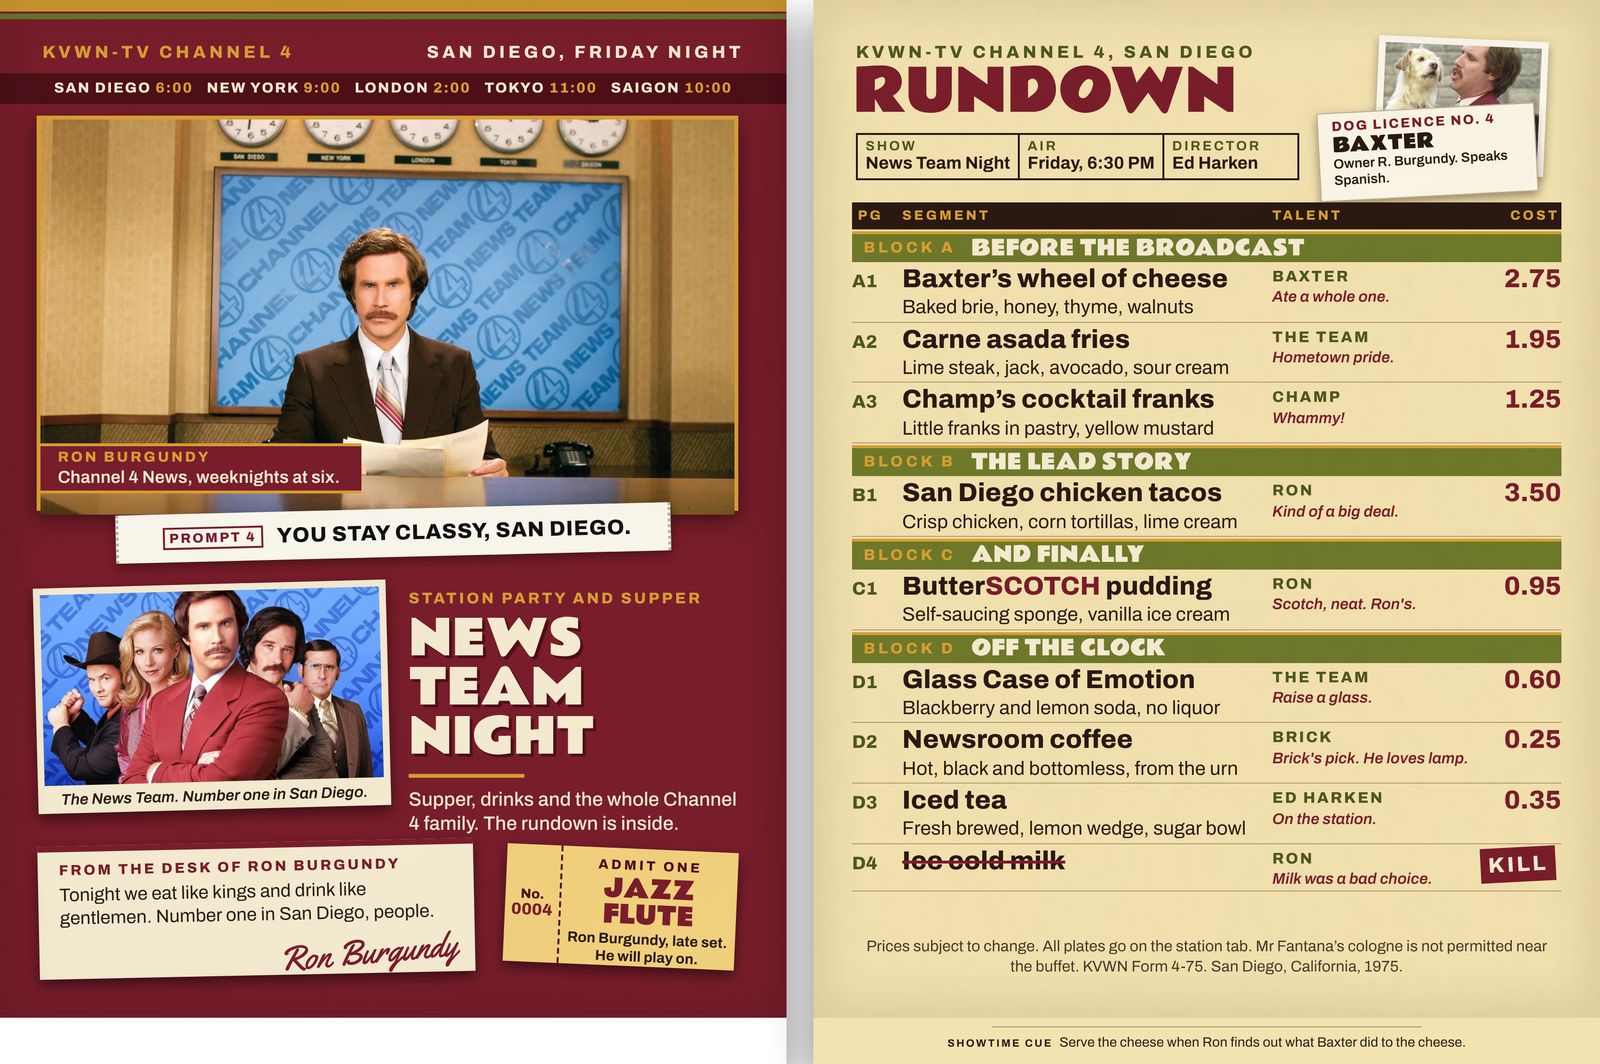 KVWN-TV CHANNEL 4
SAN DIEGO, FRIDAY NIGHT
SAN DIEGO 6:00 NEW YORK 9:00 LONDON 2:00 TOKYO 11:00 SAIGON 10:00
SAN DIEGO
NEW YORK
LONDON
TOKYO
SAIGON
CHANNEL 4 NEWS TEAM
RON BURGUNDY
Channel 4 News, weeknights at six.
PROMPT 4 YOU STAY CLASSY, SAN DIEGO.
The News Team. Number one in San Diego.
STATION PARTY AND SUPPER
NEWS
TEAM
NIGHT
Supper, drinks and the whole Channel
4 family. The rundown is inside.
FROM THE DESK OF RON BURGUNDY
Tonight we eat like kings and drink like
gentlemen. Number one in San Diego, people.
Ron Burgundy
No.
0004
ADMIT ONE
JAZZ
FLUTE
Ron Burgundy, late set.
He will play on.
KVWN-TV CHANNEL 4, SAN DIEGO
RUNDOWN
SHOW
News Team Night
AIR
Friday, 6:30 PM
DIRECTOR
Ed Harken
DOG LICENCE NO. 4
BAXTER
Owner R. Burgundy. Speaks
Spanish.
PG SEGMENT TALENT COST
BLOCK A BEFORE THE BROADCAST
A1 Baxter’s wheel of cheese BAXTER 2.75
Baked brie, honey, thyme, walnuts Ate a whole one.
A2 Carne asada fries THE TEAM 1.95
Lime steak, jack, avocado, sour cream Hometown pride.
A3 Champ’s cocktail franks CHAMP 1.25
Little franks in pastry, yellow mustard Whammy!
BLOCK B THE LEAD STORY
B1 San Diego chicken tacos RON 3.50
Crisp chicken, corn tortillas, lime cream Kind of a big deal.
BLOCK C AND FINALLY
C1 ButterSCOTCH pudding RON 0.95
Self-saucing sponge, vanilla ice cream Scotch, neat. Ron's.
BLOCK D OFF THE CLOCK
D1 Glass Case of Emotion THE TEAM 0.60
Blackberry and lemon soda, no liquor Raise a glass.
D2 Newsroom coffee BRICK 0.25
Hot, black and bottomless, from the urn Brick's pick. He loves lamp.
D3 Iced tea ED HARKEN 0.35
Fresh brewed, lemon wedge, sugar bowl On the station.
D4 Ice cold milk RON KILL
Milk was a bad choice.
Prices subject to change. All plates go on the station tab. Mr Fantana’s cologne is not permitted near
the buffet. KVWN Form 4-75. San Diego, California, 1975.
SHOWTIME CUE Serve the cheese when Ron finds out what Baxter did to the cheese.